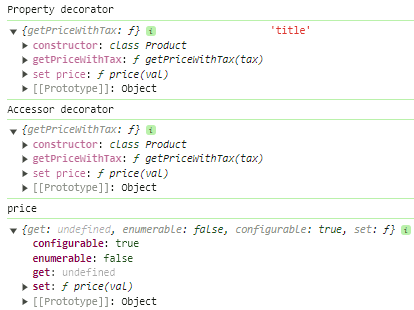 Property decorator
▼ {getPriceWithTax: ƒ} i 'title'
▶ constructor: class Product
▶ getPriceWithTax: ƒ getPriceWithTax(tax)
▶ set price: ƒ price(val)
▶ [[Prototype]]: Object
Accessor decorator
▼ {getPriceWithTax: ƒ} i
▶ constructor: class Product
▶ getPriceWithTax: ƒ getPriceWithTax(tax)
▶ set price: ƒ price(val)
▶ [[Prototype]]: Object
price
▼ {get: undefined, enumerable: false, configurable: true, set: ƒ} i
configurable: true
enumerable: false
get: undefined
▶ set: ƒ price(val)
▶ [[Prototype]]: Object